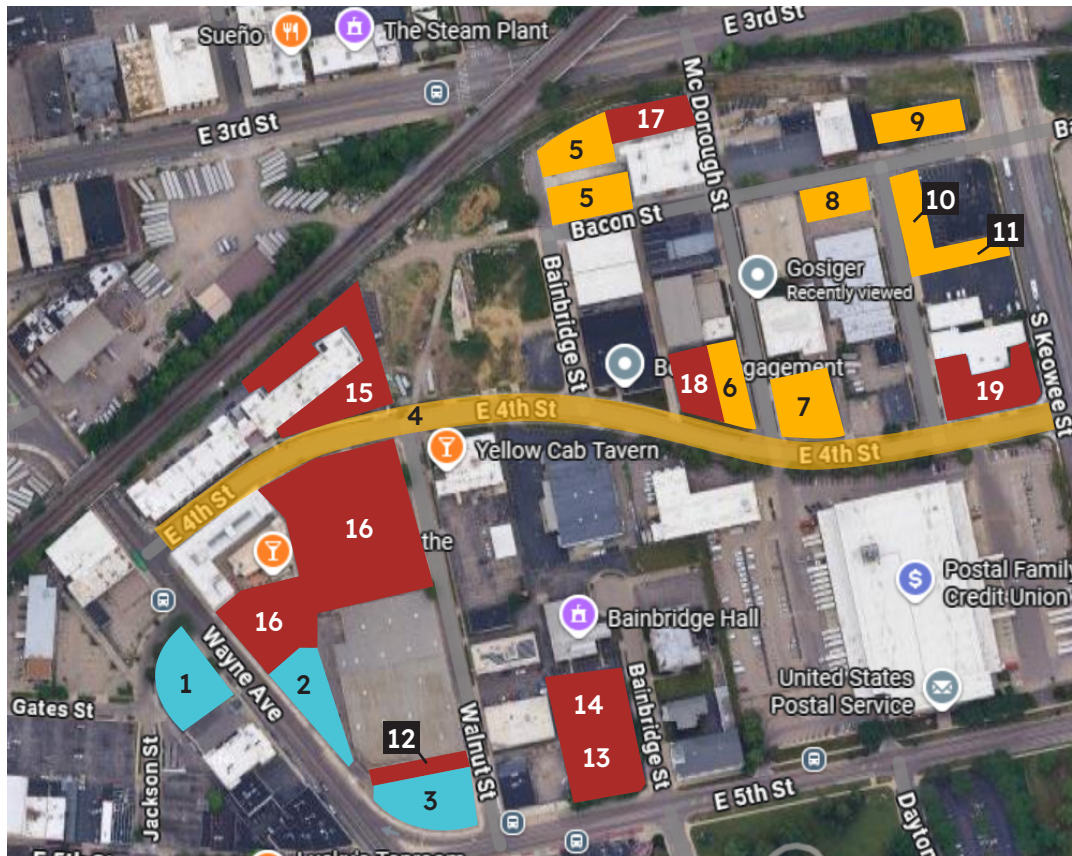 E 3rd St
Sueño
The Steam Plant
Mc Donough St
E 3rd St
17
9
5
5
8
Bacon St
10
11
Gosiger
Recently viewed
Bainbridge St
S Keowee St
15
18
6
gagement
7
19
4
E 4th St
Yellow Cab Tavern
E 4th St
E 4th St
16
the
Postal Family
Credit Union
16
Bainbridge Hall
Wayne Ave
1
2
United States
Postal Service
Gates St
14
Bainbridge St
Walnut St
12
13
Jackson St
3
E 5th St
Dayton